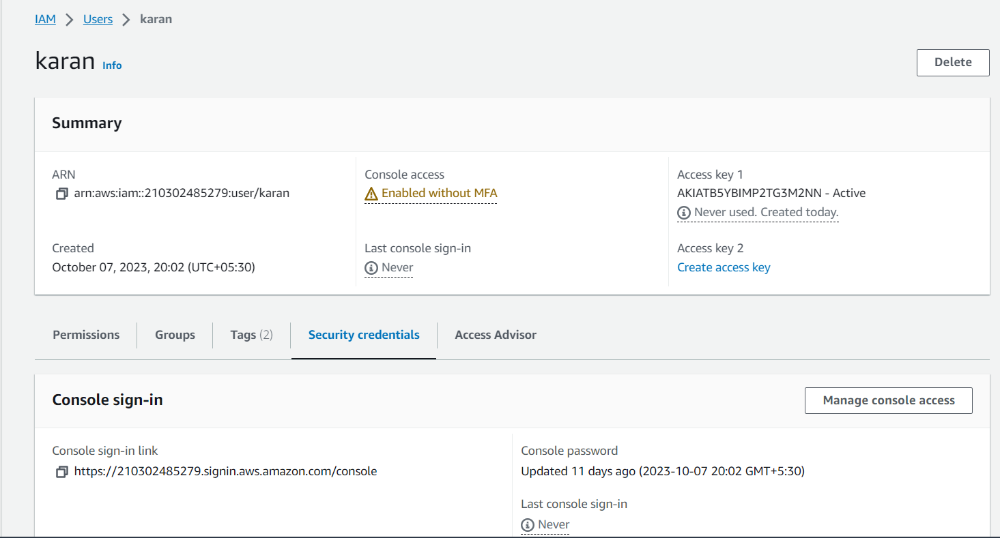 IAM > Users > karan
karan Info
Delete
Summary
ARN
arn:aws:iam::210302485279:user/karan
Console access
Enabled without MFA
Access key 1
AKIATB5YBIMP2TG3M2NN - Active
Never used. Created today.
Created
October 07, 2023, 20:02 (UTC+05:30)
Last console sign-in
Never
Access key 2
Create access key
Permissions
Groups
Tags (2)
Security credentials
Access Advisor
Console sign-in
Manage console access
Console sign-in link
https://210302485279.signin.aws.amazon.com/console
Console password
Updated 11 days ago (2023-10-07 20:02 GMT+5:30)
Last console sign-in
Never